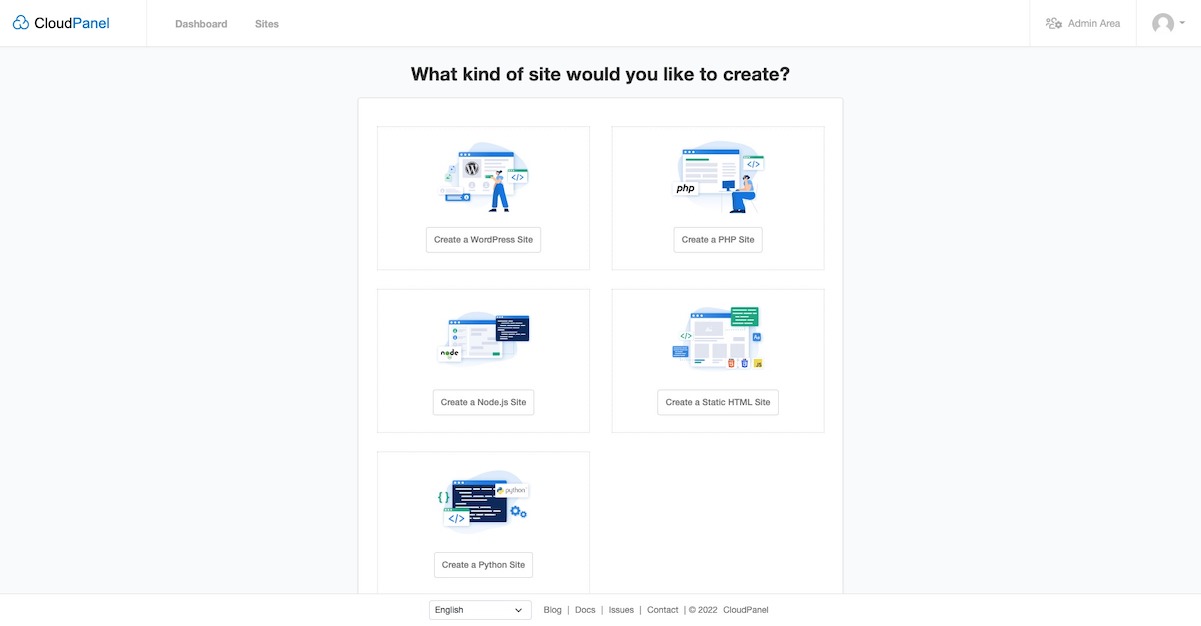 CloudPanel
Dashboard
Sites
Admin Area
What kind of site would you like to create?
</>
Create a WordPress Site
</>
php
Create a PHP Site
node
Create a Node.js Site
</>
Create a Static HTML Site
{ }
python
</>
Create a Python Site
English
Blog | Docs | Issues | Contact | © 2022 CloudPanel